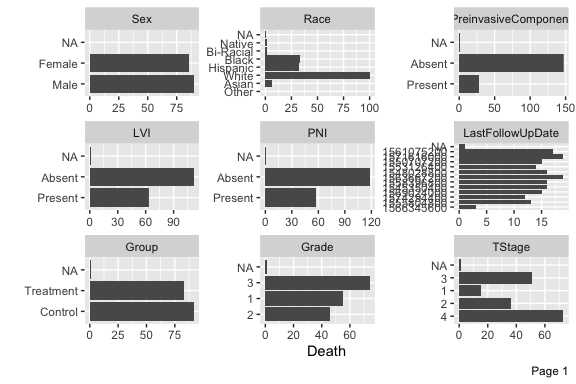 Sex
Race
PreinvasiveComponen
NA
Female
Male
0 25 50 75
NA
Native
Bi-Racial
Black
Hispanic
White
Asian
Other
0 25 50 75 100
NA
Absent
Present
0 50 100 150
LVI
PNI
LastFollowUpDate
NA
Absent
Present
0 30 60 90
NA
Absent
Present
0 30 60 90 120
NA
1566345600
0 5 10 15
Group
Grade
TStage
NA
Treatment
Control
0 25 50 75
NA
3
1
2
0 20 40 60
NA
3
1
2
4
0 20 40 60
Death
Page 1